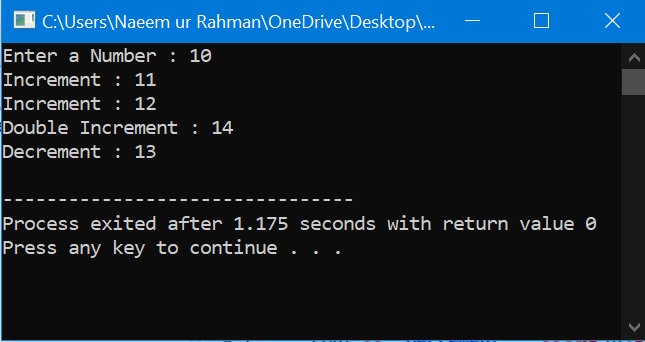 C:\Users\Naeem ur Rahman\OneDrive\Desktop\...
Enter a Number : 10
Increment : 11
Increment : 12
Double Increment : 14
Decrement : 13
--------------------------------
Process exited after 1.175 seconds with return value 0
Press any key to continue . . .